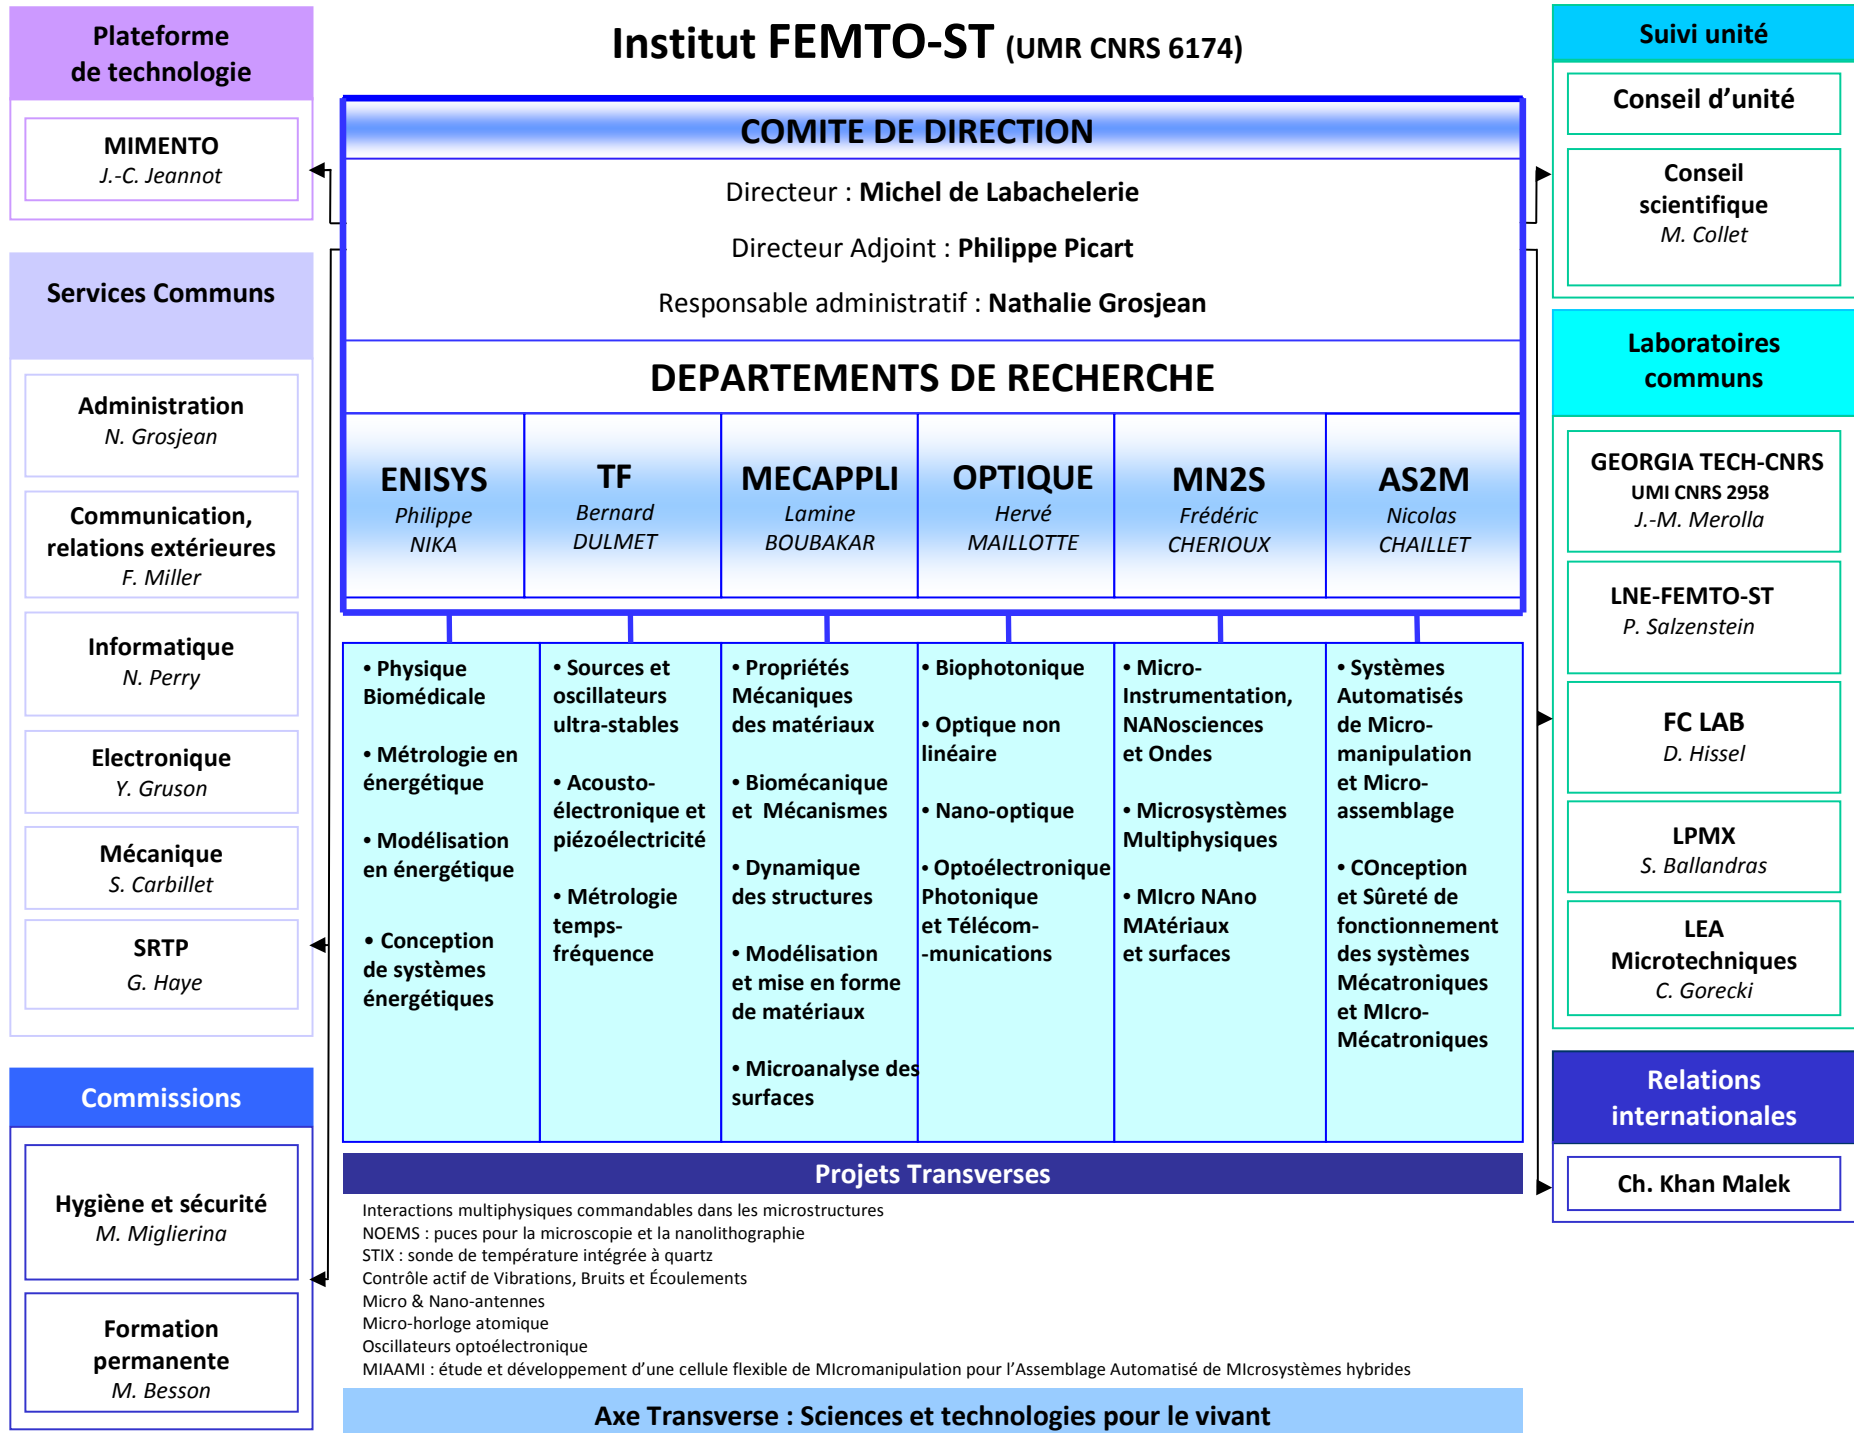 Institut FEMTO-ST (UMR CNRS 6174)
Plateforme
de technologie
MIMENTO
J.-C. Jeannot
Services Communs
Administration
N. Grosjean
Communication,
relations extérieures
F. Miller
Informatique
N. Perry
Electronique
Y. Gruson
Mécanique
S. Carbillet
SRTP
G. Haye
Commissions
Hygiène et sécurité
M. Miglierina
Formation
permanente
M. Besson
COMITE DE DIRECTION
Directeur : Michel de Labachelerie
Directeur Adjoint : Philippe Picart
Responsable administratif : Nathalie Grosjean
DEPARTEMENTS DE RECHERCHE
ENISYS
Philippe
NIKA
TF
Bernard
DULMET
MECAPPLI
Lamine
BOUBAKAR
OPTIQUE
Hervé
MAILLOTTE
MN2S
Frédéric
CHERIOUX
AS2M
Nicolas
CHAILLET
• Physique
Biomédicale
• Métrologie en
énergétique
• Modélisation
en énergétique
• Conception
de systèmes
énergétiques
• Sources et
oscillateurs
ultra-stables
• Acousto-
électronique et
piézoélectricité
• Métrologie
temps-
fréquence
• Propriétés
Mécaniques
des matériaux
• Biomécanique
et Mécanismes
• Dynamique
des structures
• Modélisation
et mise en forme
de matériaux
• Microanalyse des
surfaces
• Biophotonique
• Optique non
linéaire
• Nano-optique
• Optoélectronique
Photonique
et Télécom-
-munications
• Micro-
Instrumentation,
NANosciences
et Ondes
• Microsystèmes
Multiphysiques
• MIcro NAno
MAtériaux
et surfaces
• Systèmes
Automatisés
de Micro-
manipulation
et Micro-
assemblage
• COnception
et Sûreté de
fonctionnement
des systèmes
Mécatroniques
et MIcro-
Mécatroniques
Projets Transverses
Interactions multiphysiques commandables dans les microstructures
NOEMS : puces pour la microscopie et la nanolithographie
STIX : sonde de température intégrée à quartz
Contrôle actif de Vibrations, Bruits et Écoulements
Micro & Nano-antennes
Micro-horloge atomique
Oscillateurs optoélectronique
MIAAMI : étude et développement d’une cellule flexible de MIcromanipulation pour l’Assemblage Automatisé de MIcrosystèmes hybrides
Axe Transverse : Sciences et technologies pour le vivant
Suivi unité
Conseil d’unité
Conseil
scientifique
M. Collet
Laboratoires
communs
GEORGIA TECH-CNRS
UMI CNRS 2958
J.-M. Merolla
LNE-FEMTO-ST
P. Salzenstein
FC LAB
D. Hissel
LPMX
S. Ballandras
LEA
Microtechniques
C. Gorecki
Relations
internationales
Ch. Khan Malek